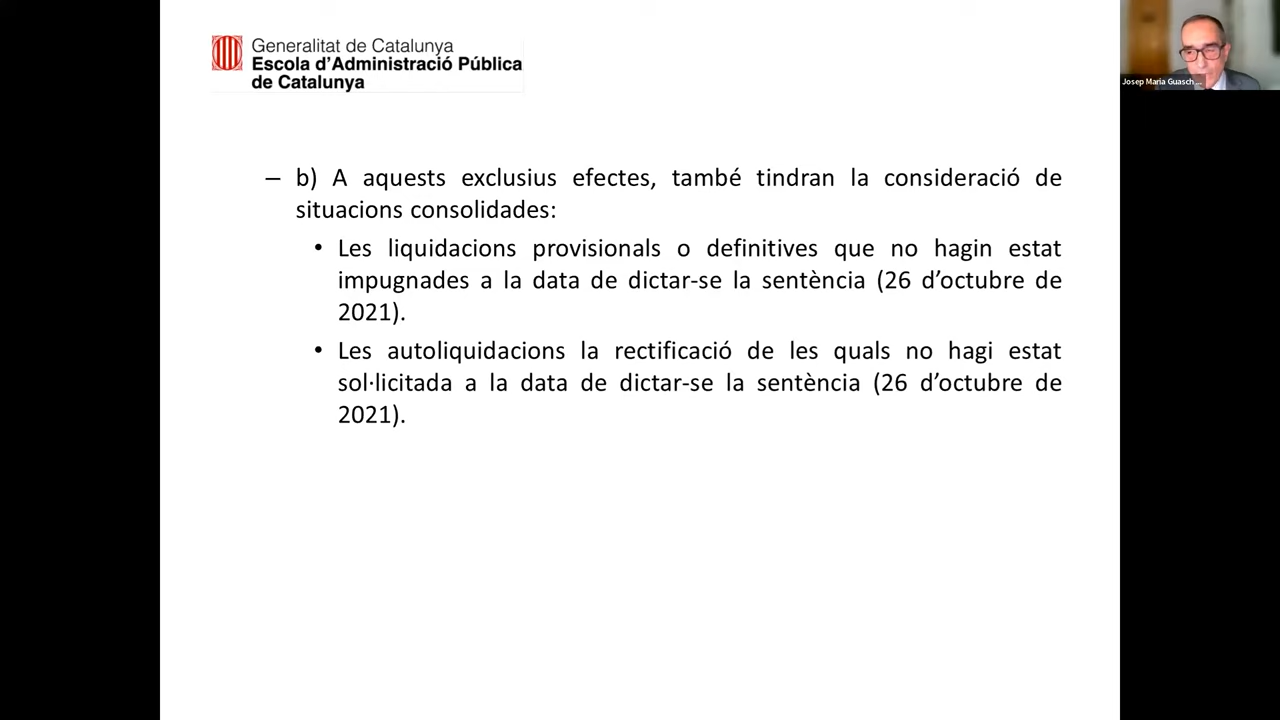 Generalitat de Catalunya
Escola d'Administració Pública
de Catalunya
Josep Maria Guasch ...
– b) A aquests exclusius efectes, també tindran la consideració de
situacions consolidades:
• Les liquidacions provisionals o definitives que no hagin estat
impugnades a la data de dictar-se la sentència (26 d’octubre de
2021).
• Les autoliquidacions la rectificació de les quals no hagi estat
sol·licitada a la data de dictar-se la sentència (26 d’octubre de
2021).